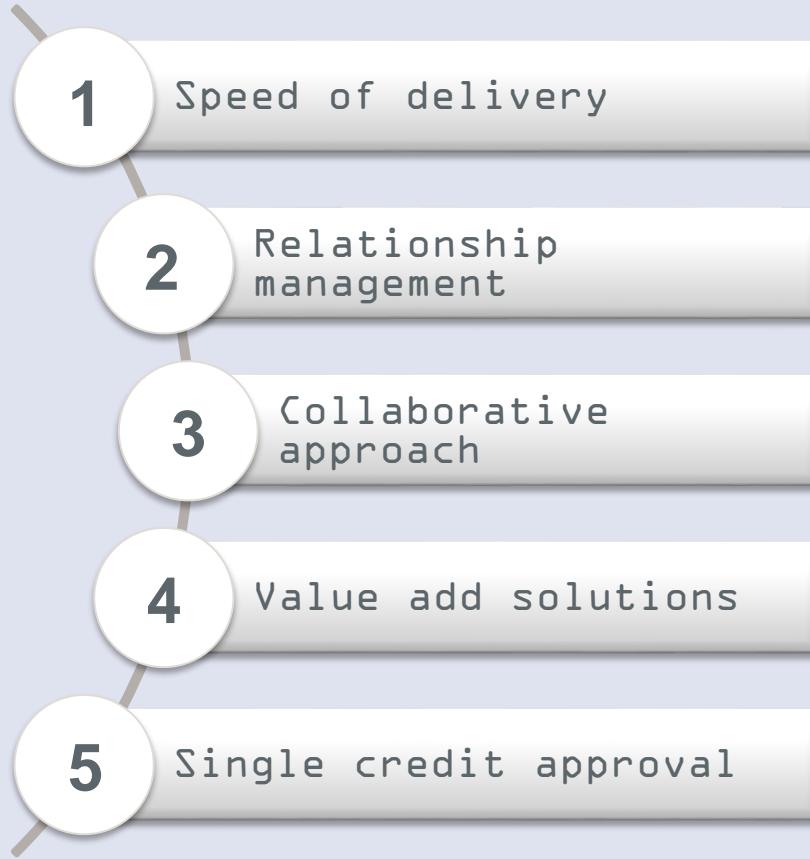 1
Speed of delivery
2
Relationship
management
3
Collaborative
approach
4
Value add solutions
5
Single credit approval